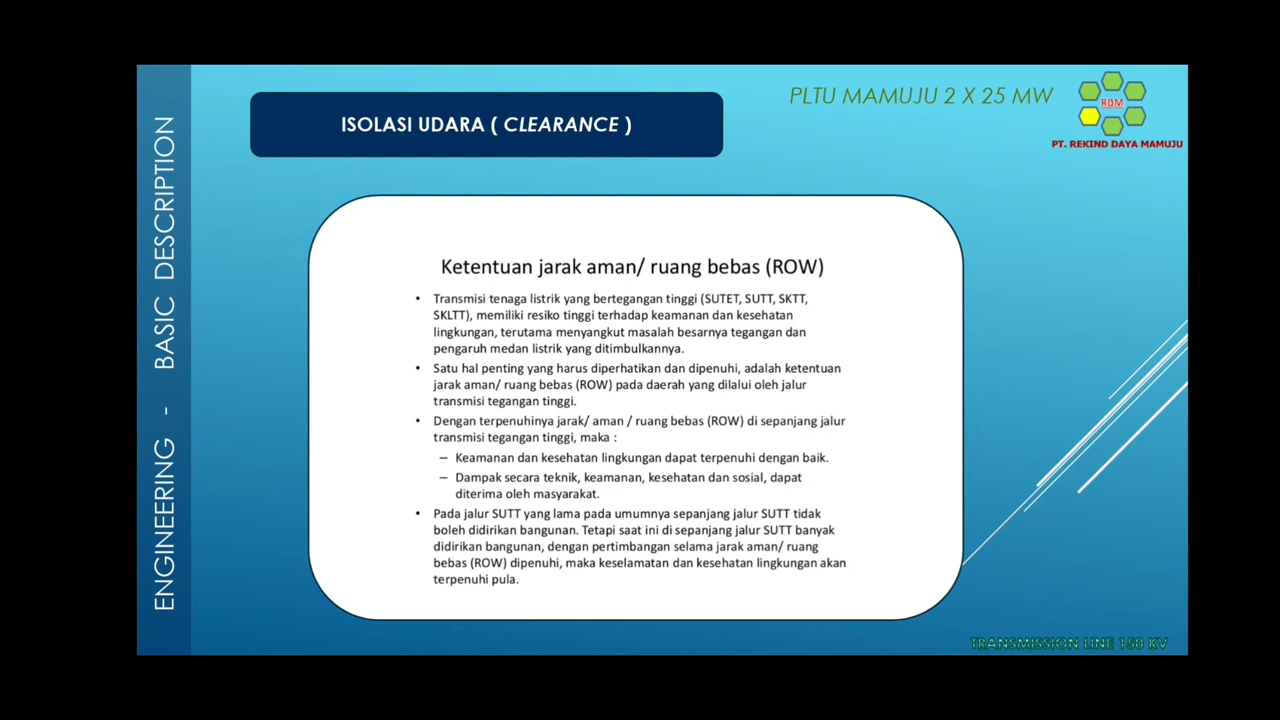 ENGINEERING - BASIC DESCRIPTION
ISOLASI UDARA ( CLEARANCE )
PLTU MAMUJU 2 X 25 MW
RDM
PT. REKIND DAYA MAMUJU
Ketentuan jarak aman/ ruang bebas (ROW)
• Transmisi tenaga listrik yang bertegangan tinggi (SUTET, SUTT, SKTT,
SKLTT), memiliki resiko tinggi terhadap keamanan dan kesehatan
lingkungan, terutama menyangkut masalah besarnya tegangan dan
pengaruh medan listrik yang ditimbulkannya.
• Satu hal penting yang harus diperhatikan dan dipenuhi, adalah ketentuan
jarak aman/ ruang bebas (ROW) pada daerah yang dilalui oleh jalur
transmisi tegangan tinggi.
• Dengan terpenuhinya jarak/ aman / ruang bebas (ROW) di sepanjang jalur
transmisi tegangan tinggi, maka :
– Keamanan dan kesehatan lingkungan dapat terpenuhi dengan baik.
– Dampak secara teknik, keamanan, kesehatan dan sosial, dapat
diterima oleh masyarakat.
• Pada jalur SUTT yang lama pada umumnya sepanjang jalur SUTT tidak
boleh didirikan bangunan. Tetapi saat ini di sepanjang jalur SUTT banyak
didirikan bangunan, dengan pertimbangan selama jarak aman/ ruang
bebas (ROW) dipenuhi, maka keselamatan dan kesehatan lingkungan akan
terpenuhi pula.
TRANSMISSION LINE 150 KV